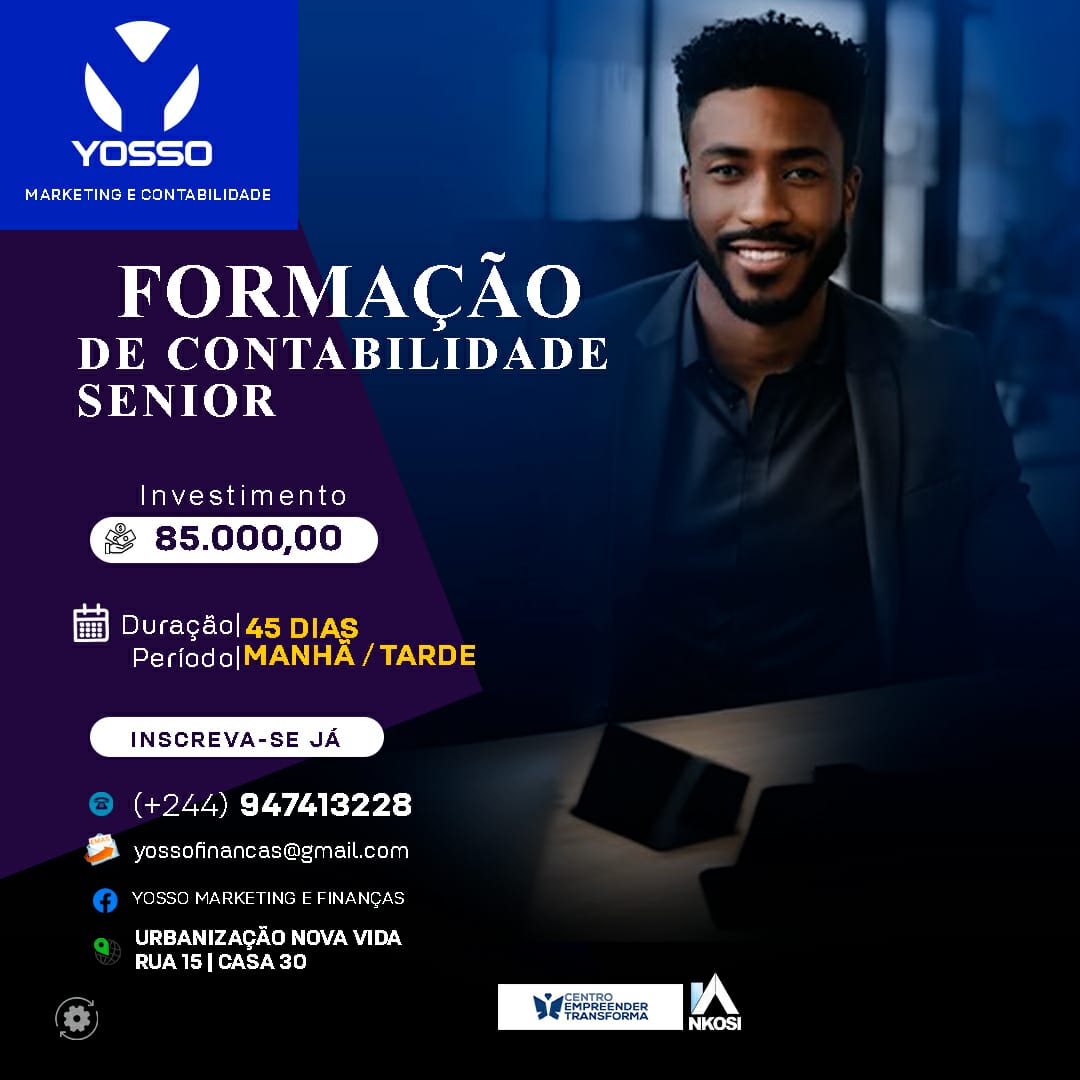 YOSSO
MARKETING E CONTABILIDADE
FORMAÇÃO
DE CONTABILIDADE
SENIOR
Investimento
85.000,00
Duração| 45 DIAS
Período| MANHÃ / TARDE
INSCREVA-SE JÁ
(+244) 947413228
EMAIL
yossofinancas@gmail.com
YOSSO MARKETING E FINANÇAS
URBANIZAÇÃO NOVA VIDA
RUA 15 | CASA 30
CENTRO
EMPREENDER
TRANSFORMA
NKOSI